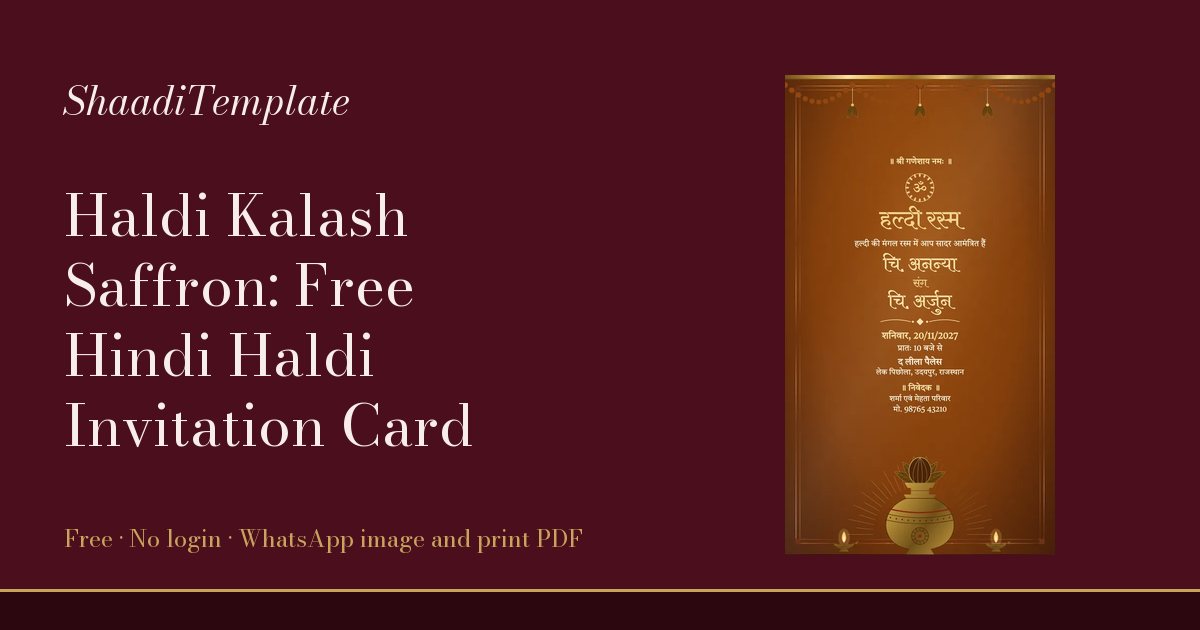 ShaadiTemplate
Haldi Kalash
Saffron: Free
Hindi Haldi
Invitation Card
Free · No login · WhatsApp image and print PDF
॥ श्री गणेशाय नमः ॥
ॐ
हल्दी रस्म
हल्दी की मंगल रस्म में आप सादर आमंत्रित हैं
चि. अनन्या
संग
चि. अर्जुन
शनिवार, 20/11/2027
प्रातः 10 बजे से
द लीला पैलेस
लेक पिछोला, उदयपुर, राजस्थान
॥ निवेदक ॥
शर्मा एवं मेहता परिवार
मो. 98765 43210